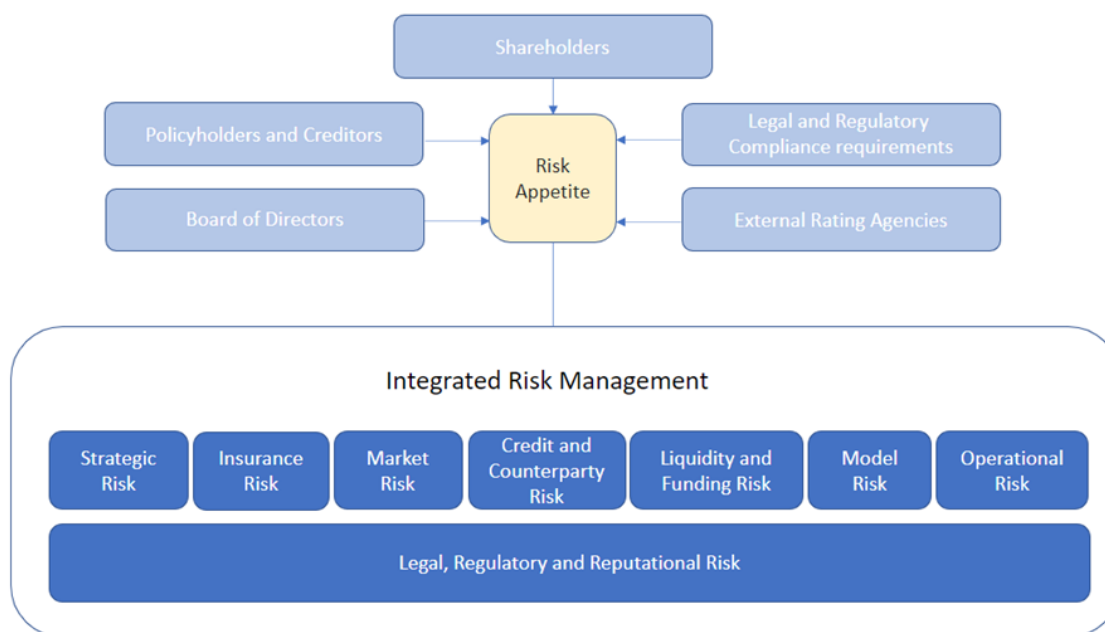 Shareholders
Policyholders and Creditors
Legal and Regulatory
Compliance requirements
Risk
Appetite
Board of Directors
External Rating Agencies
Integrated Risk Management
Strategic
Risk
Insurance
Risk
Market
Risk
Credit and
Counterparty
Risk
Liquidity and
Funding Risk
Model
Risk
Operational
Risk
Legal, Regulatory and Reputational Risk